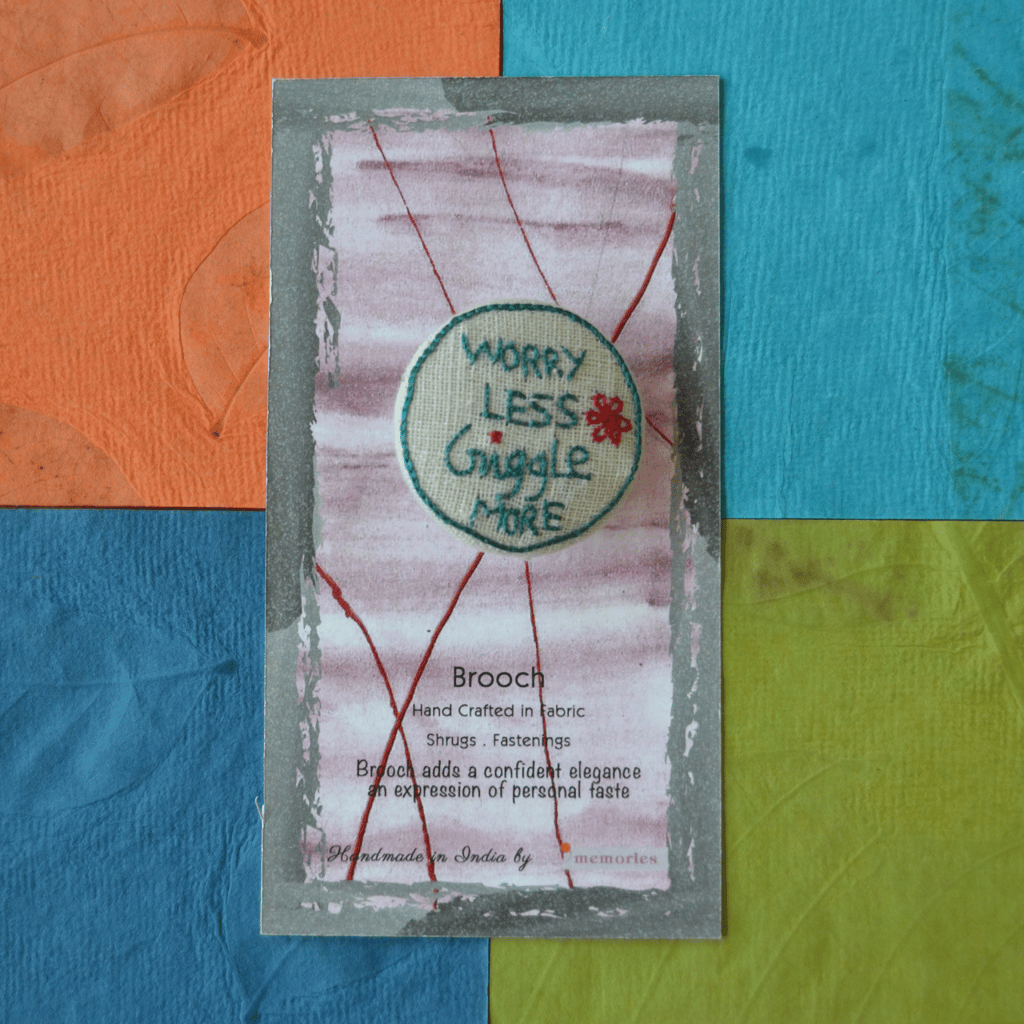 WORRY
LESS
Giggle
MORE
Brooch
Hand Crafted in Fabric
Shrugs . Fastenings
Brooch adds a confident elegance
an expression of personal taste
Handmade in India by
memories